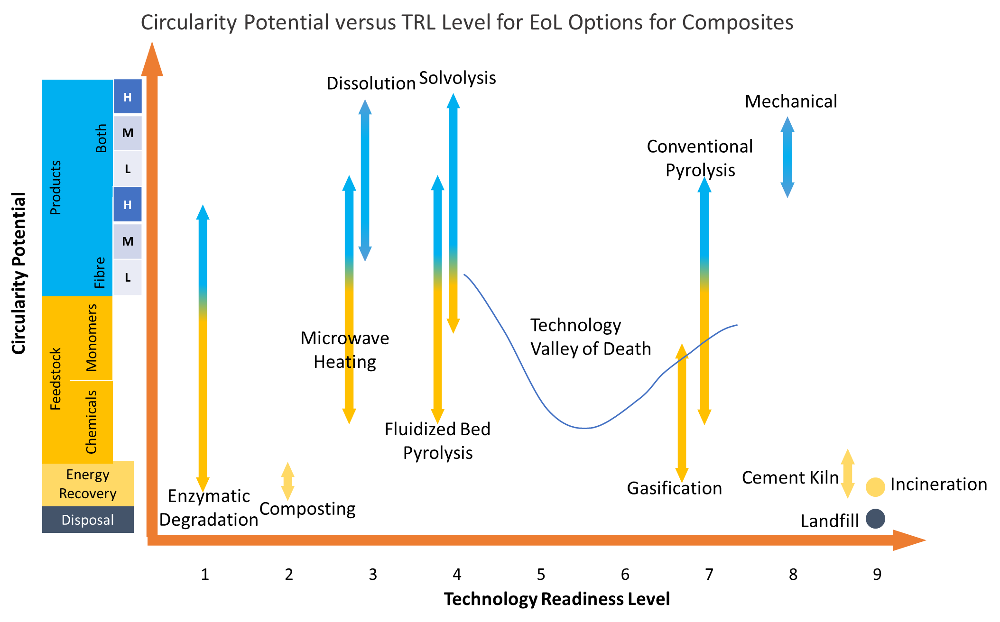 Circularity Potential versus TRL Level for EoL Options for Composites
Circularity Potential
Products
Both
H
M
L
Fibre
H
M
L
Feedstock
Monomers
Chemicals
Energy
Recovery
Disposal
Dissolution
Solvolysis
Mechanical
Conventional
Pyrolysis
Microwave
Heating
Technology
Valley of Death
Fluidized Bed
Pyrolysis
Enzymatic
Degradation
Composting
Gasification
Cement Kiln
Incineration
Landfill
1 2 3 4 5 6 7 8 9
Technology Readiness Level